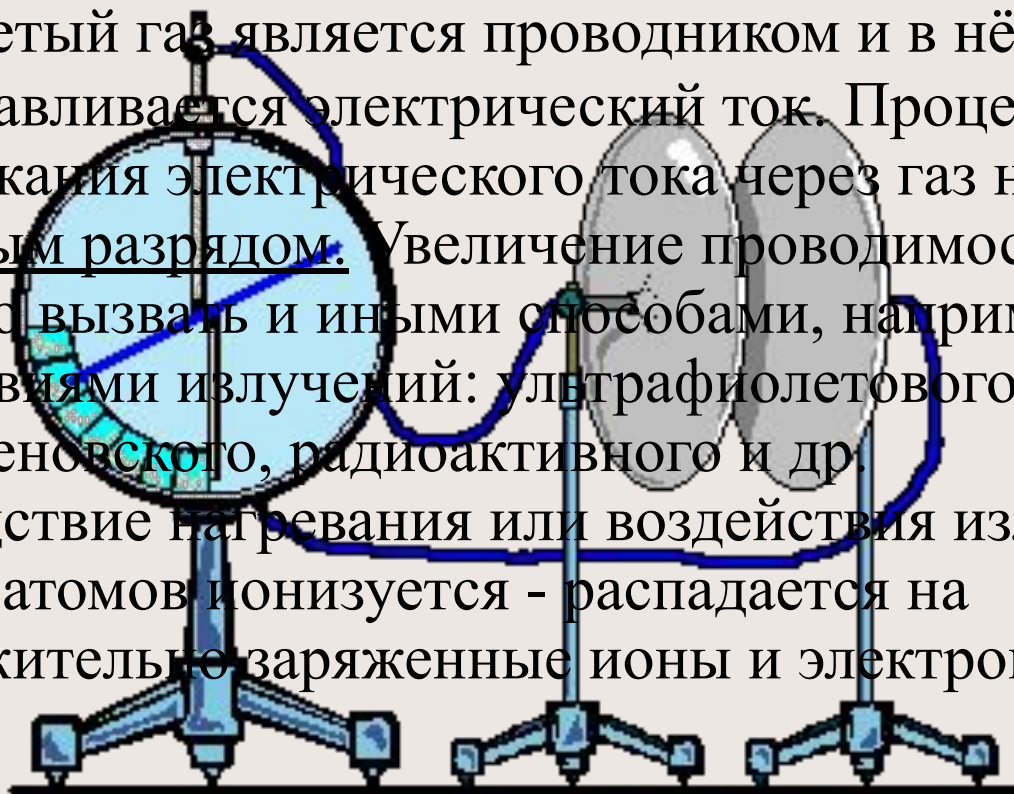 етый газ является проводником и в нё
авливается электрический ток. Проце
кания электрического тока через газ н
ым разрядом. Увеличение проводимос
о вызвать и иными способами, наприм
виями излучений: ультрафиолетового
еновского, радиоактивного и др.
дствие нагревания или воздействия из
атомов ионизуется - распадается на
жительно заряженные ионы и электро